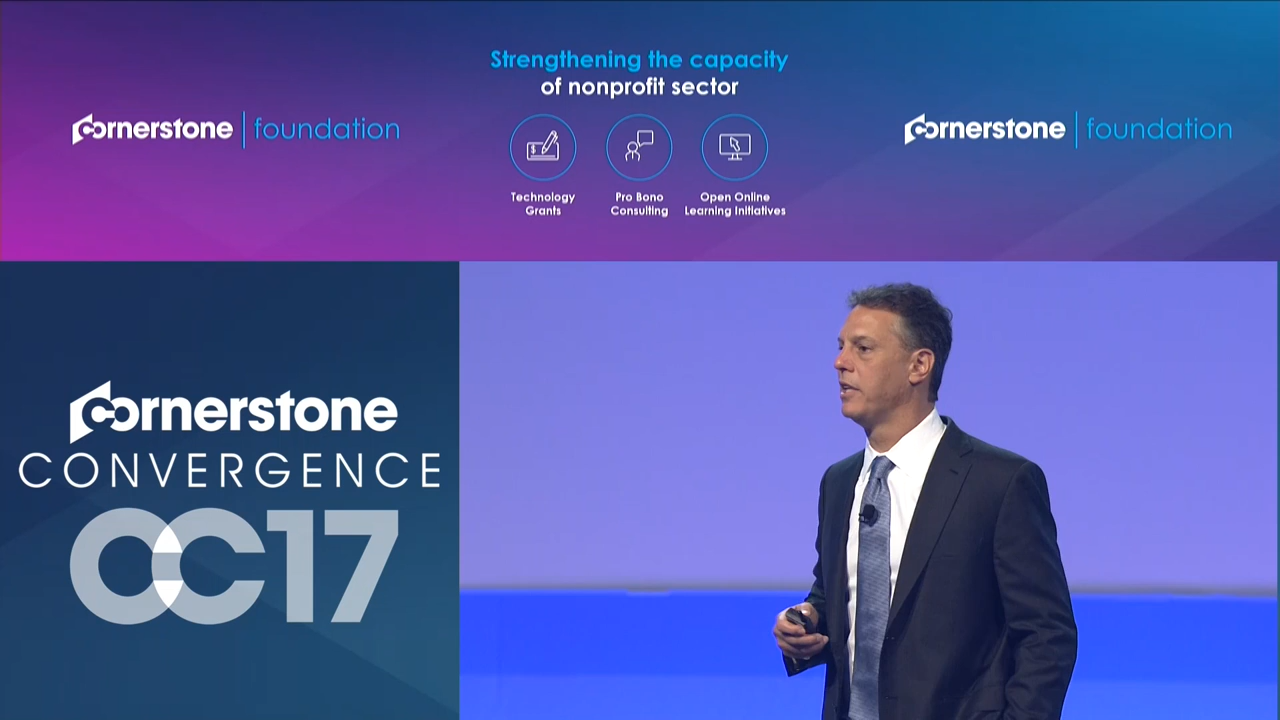 Strengthening the capacity
of nonprofit sector
Cornerstone | foundation
Cornerstone | foundation
$
Technology
Grants
Pro Bono
Consulting
Open Online
Learning Initiatives
Cornerstone
CONVERGENCE
CC17